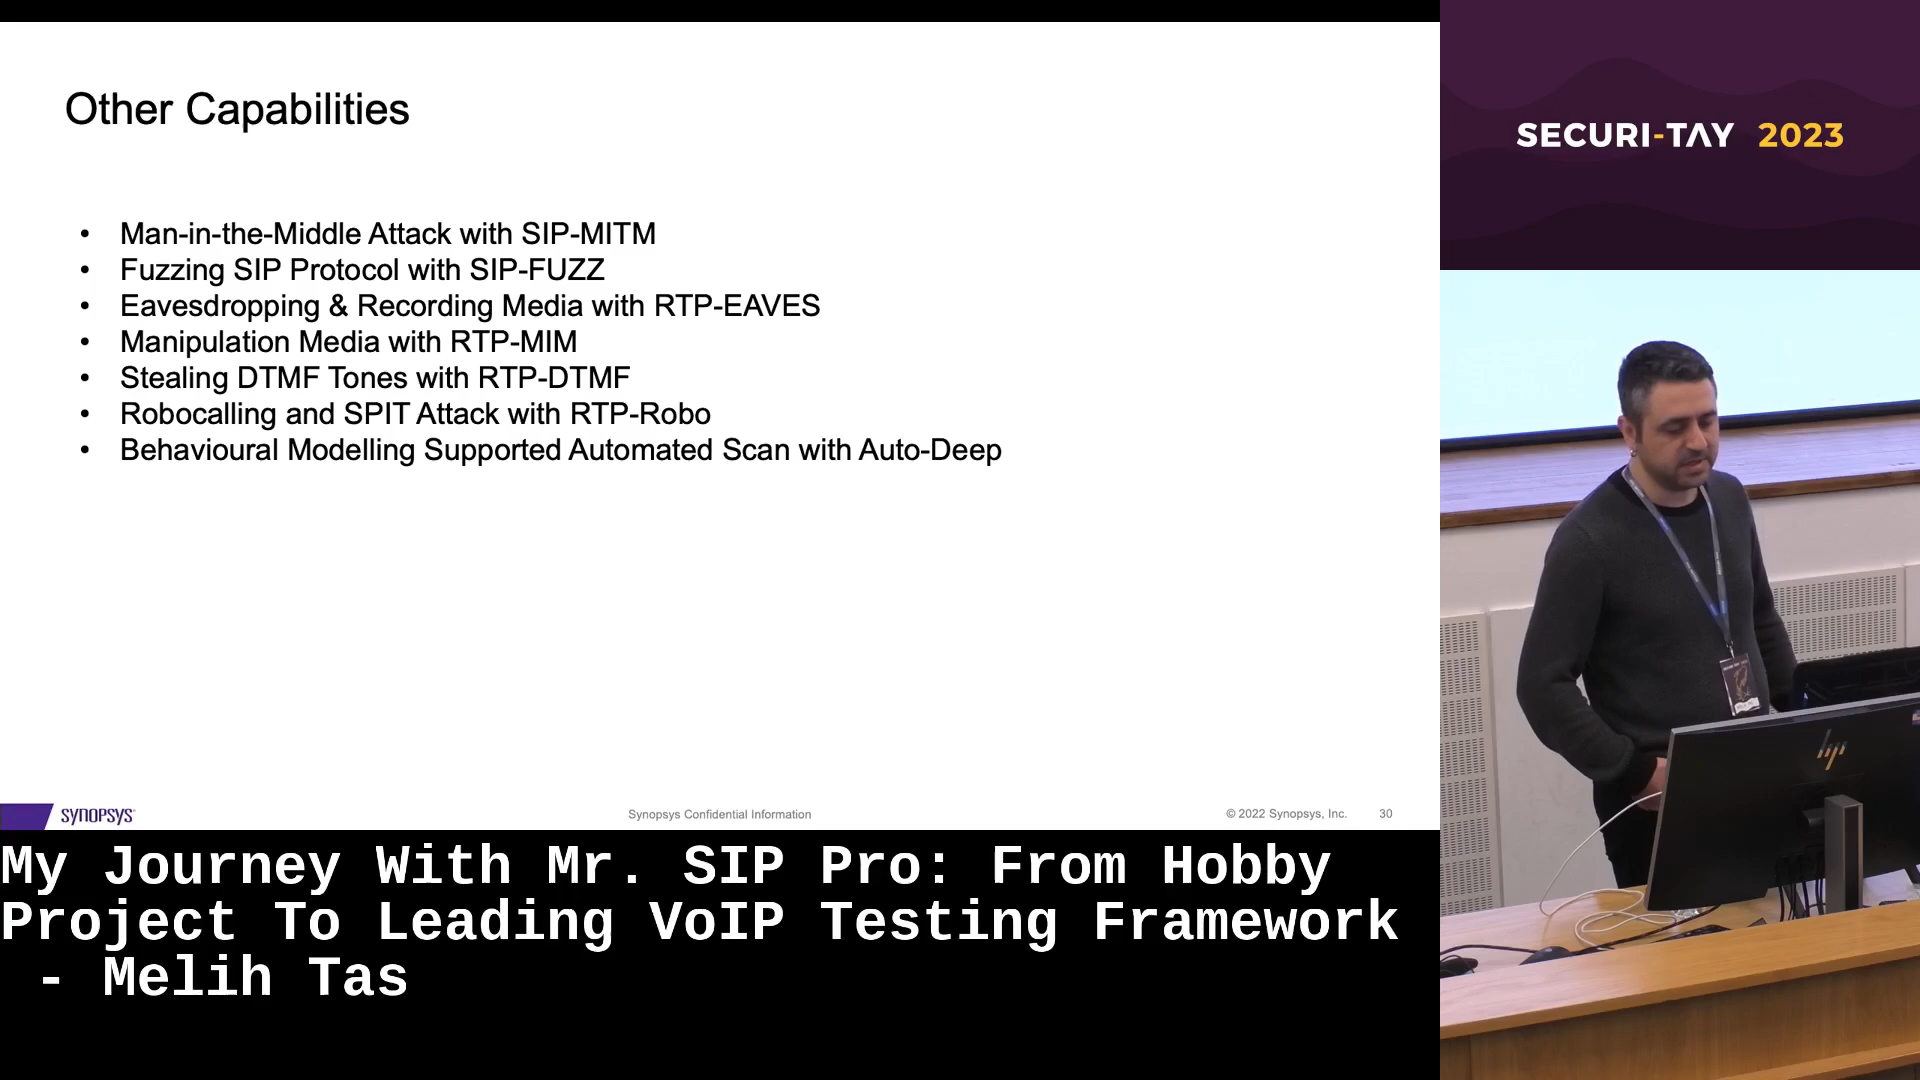 Other Capabilities
• Man-in-the-Middle Attack with SIP-MITM
• Fuzzing SIP Protocol with SIP-FUZZ
• Eavesdropping & Recording Media with RTP-EAVES
• Manipulation Media with RTP-MIM
• Stealing DTMF Tones with RTP-DTMF
• Robocalling and SPIT Attack with RTP-Robo
• Behavioural Modelling Supported Automated Scan with Auto-Deep
SYNOPSYS
Synopsys Confidential Information
© 2022 Synopsys, Inc.
30
SECURI-TAY 2023
hp
My Journey With Mr. SIP Pro: From Hobby
Project To Leading VoIP Testing Framework
- Melih Tas